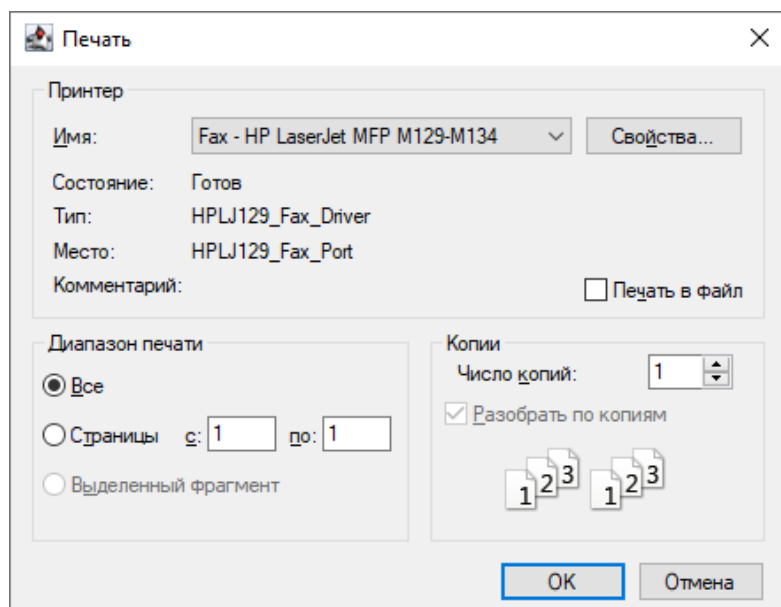 Печать
Принтер
Имя: Fax - HP LaserJet MFP M129-M134 Свойства...
Состояние: Готов
Тип: HPLJ129_Fax_Driver
Место: HPLJ129_Fax_Port
Комментарий: Печать в файл
Диапазон печати
Все
Страницы с: 1 по: 1
Выделенный фрагмент
Копии
Число копий: 1
Разобрать по копиям
1 2 3 1 2 3
OK Отмена